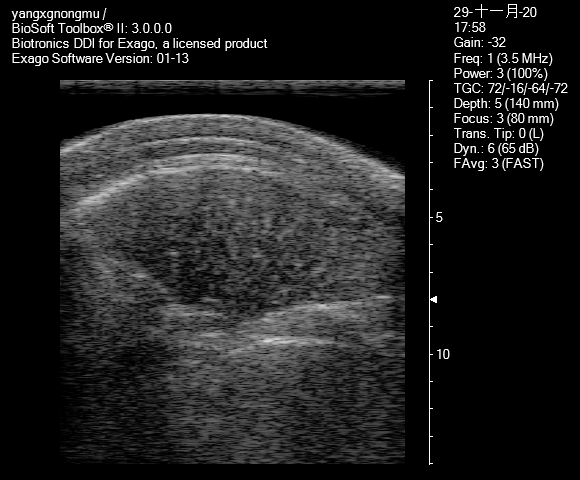 yangxgnongmu /
BioSoft Toolbox® II: 3.0.0.0
Biotronics DDI for Exago, a licensed product
Exago Software Version: 01-13
29-十一月-20
17:58
Gain: -32
Freq: 1 (3.5 MHz)
Power: 3 (100%)
TGC: 72/-16/-64/-72
Depth: 5 (140 mm)
Focus: 3 (80 mm)
Trans. Tip: 0 (L)
Dyn.: 6 (65 dB)
FAvg: 3 (FAST)
5
10